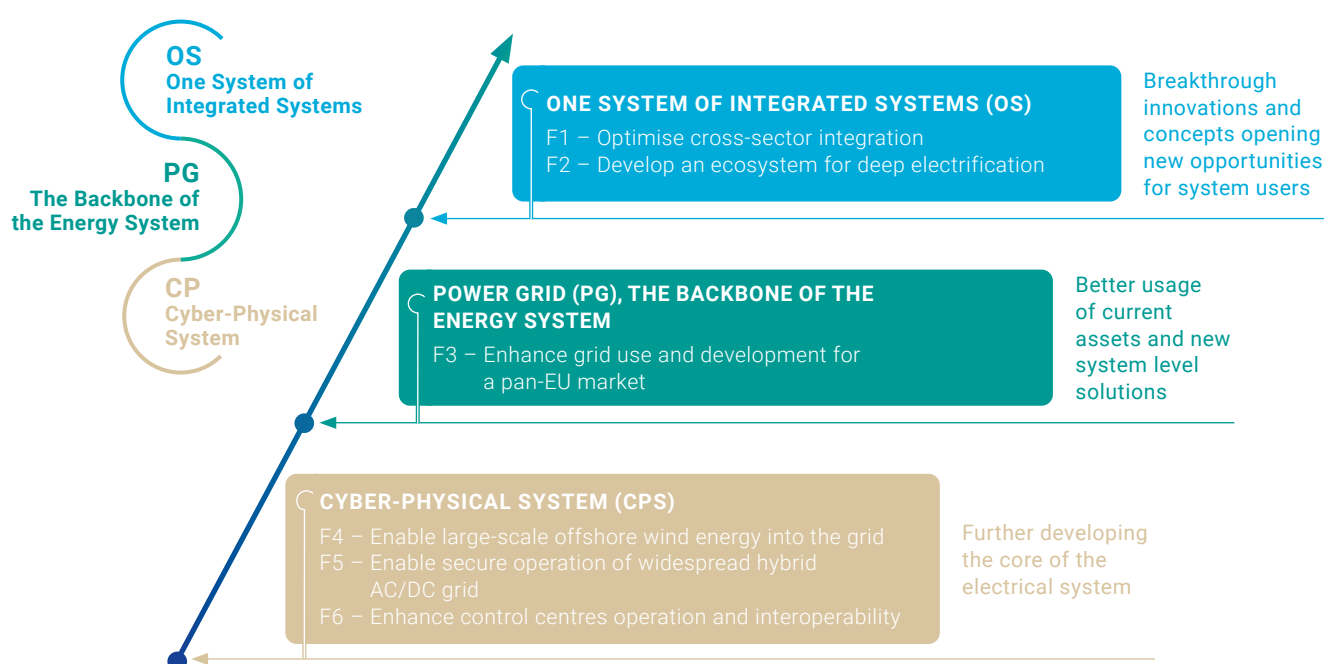 OS
One System of
Integrated Systems
PG
The Backbone of
the Energy System
CP
Cyber-Physical
System
ONE SYSTEM OF INTEGRATED SYSTEMS (OS)
F1 – Optimise cross-sector integration
F2 – Develop an ecosystem for deep electrification
Breakthrough
innovations and
concepts opening
new opportunities
for system users
POWER GRID (PG), THE BACKBONE OF THE
ENERGY SYSTEM
F3 – Enhance grid use and development for
a pan-EU market
Better usage
of current
assets and new
system level
solutions
CYBER-PHYSICAL SYSTEM (CPS)
F4 – Enable large-scale offshore wind energy into the grid
F5 – Enable secure operation of widespread hybrid
AC/DC grid
F6 – Enhance control centres operation and interoperability
Further developing
the core of the
electrical system